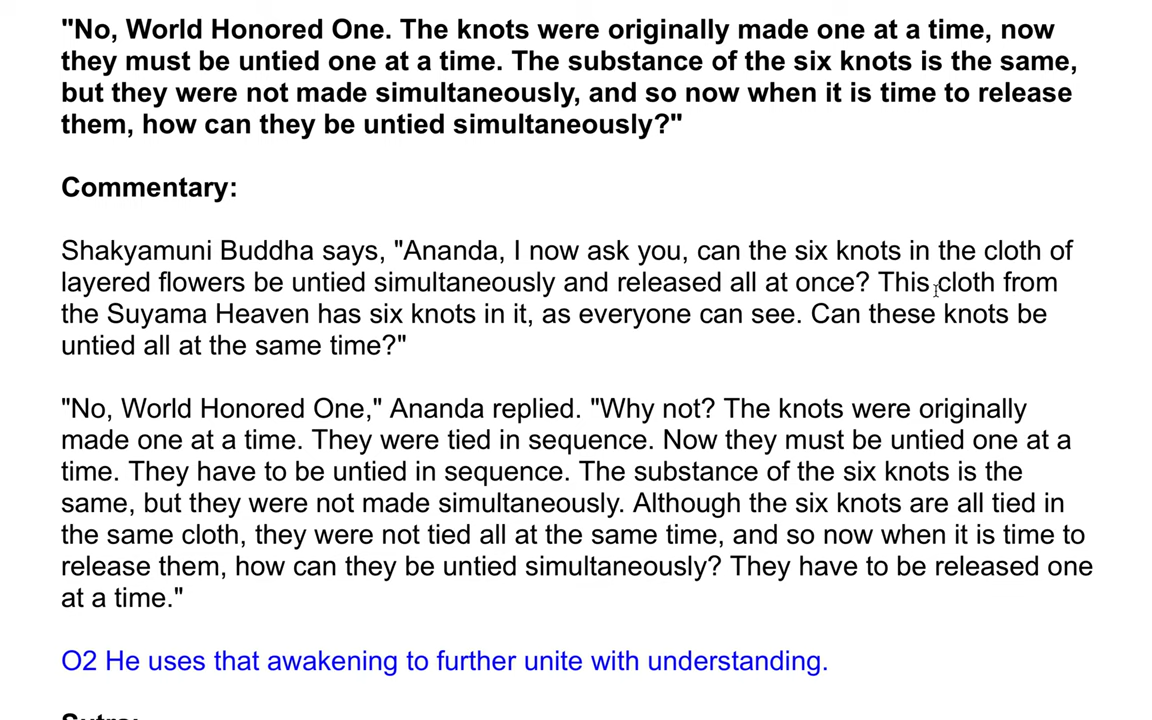 "No, World Honored One. The knots were originally made one at a time, now
they must be untied one at a time. The substance of the six knots is the same,
but they were not made simultaneously, and so now when it is time to release
them, how can they be untied simultaneously?"
Commentary:
Shakyamuni Buddha says, "Ananda, I now ask you, can the six knots in the cloth of
layered flowers be untied simultaneously and released all at once? This cloth from
the Suyama Heaven has six knots in it, as everyone can see. Can these knots be
untied all at the same time?"
"No, World Honored One," Ananda replied. "Why not? The knots were originally
made one at a time. They were tied in sequence. Now they must be untied one at a
time. They have to be untied in sequence. The substance of the six knots is the
same, but they were not made simultaneously. Although the six knots are all tied in
the same cloth, they were not tied all at the same time, and so now when it is time to
release them, how can they be untied simultaneously? They have to be released one
at a time."
O2 He uses that awakening to further unite with understanding.
Sutra: